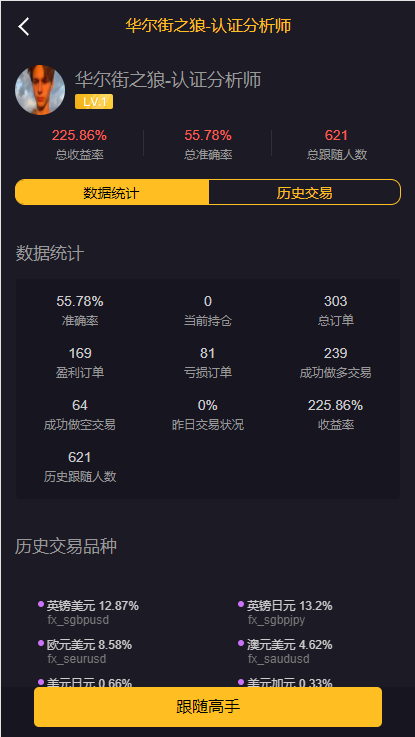 华尔街之狼-认证分析师
华尔街之狼-认证分析师
LV.1
225.86% 55.78% 621
总收益率 总准确率 总跟随人数
数据统计 历史交易
数据统计
55.78% 0 303
准确率 当前持仓 总订单
169 81 239
盈利订单 亏损订单 成功做多交易
64 0% 225.86%
成功做空交易 昨日交易状况 收益率
621
历史跟随人数
历史交易品种
英镑美元 12.87% 英镑日元 13.2%
fx_sgbpusd fx_sgbpjpy
欧元美元 8.58% 澳元美元 4.62%
fx_seurusd fx_saudusd
美元日元 0.66% 美元加元 0.33%
跟随高手